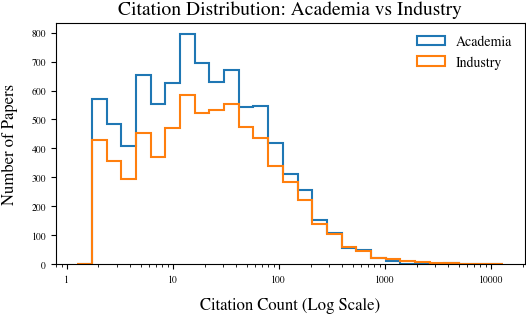 Citation Distribution: Academia vs Industry
Academia
Industry
Number of Papers
800
700
600
500
400
300
200
100
0
1
10
100
1000
10000
Citation Count (Log Scale)